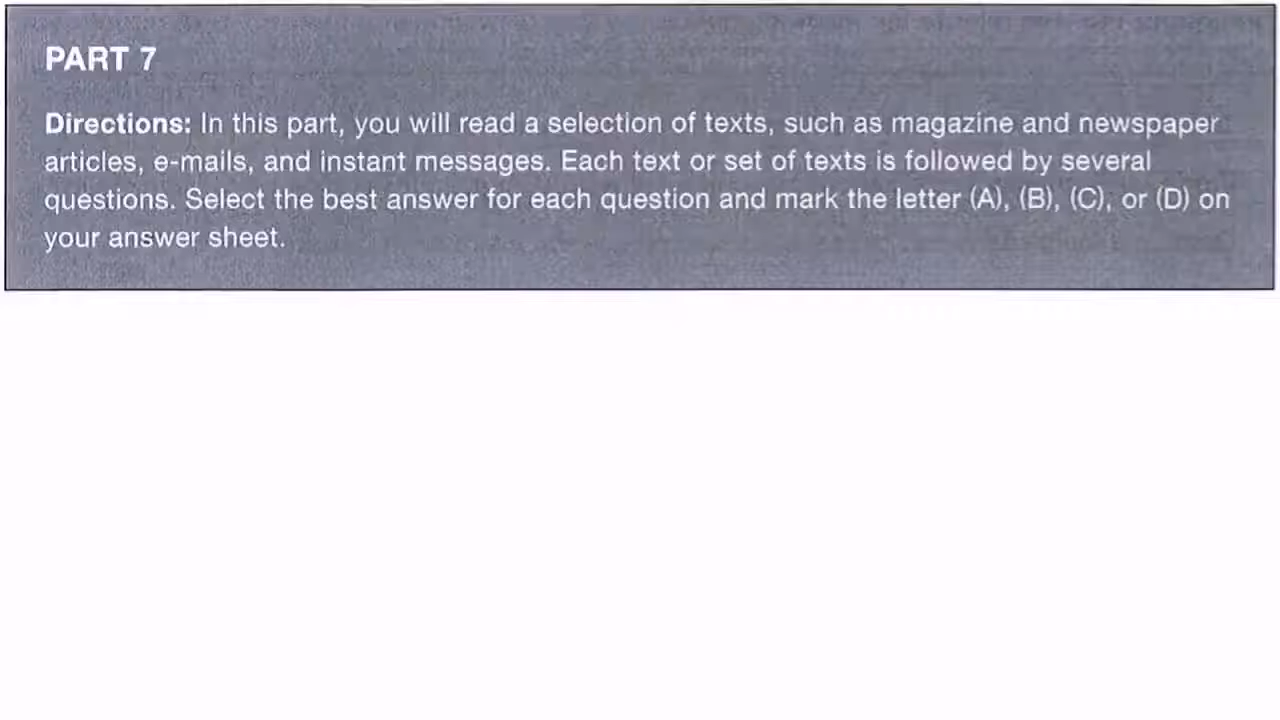 PART 7
Directions: In this part, you will read a selection of texts, such as magazine and newspaper
articles, e-mails, and instant messages. Each text or set of texts is followed by several
questions. Select the best answer for each question and mark the letter (A), (B), (C), or (D) on
your answer sheet.